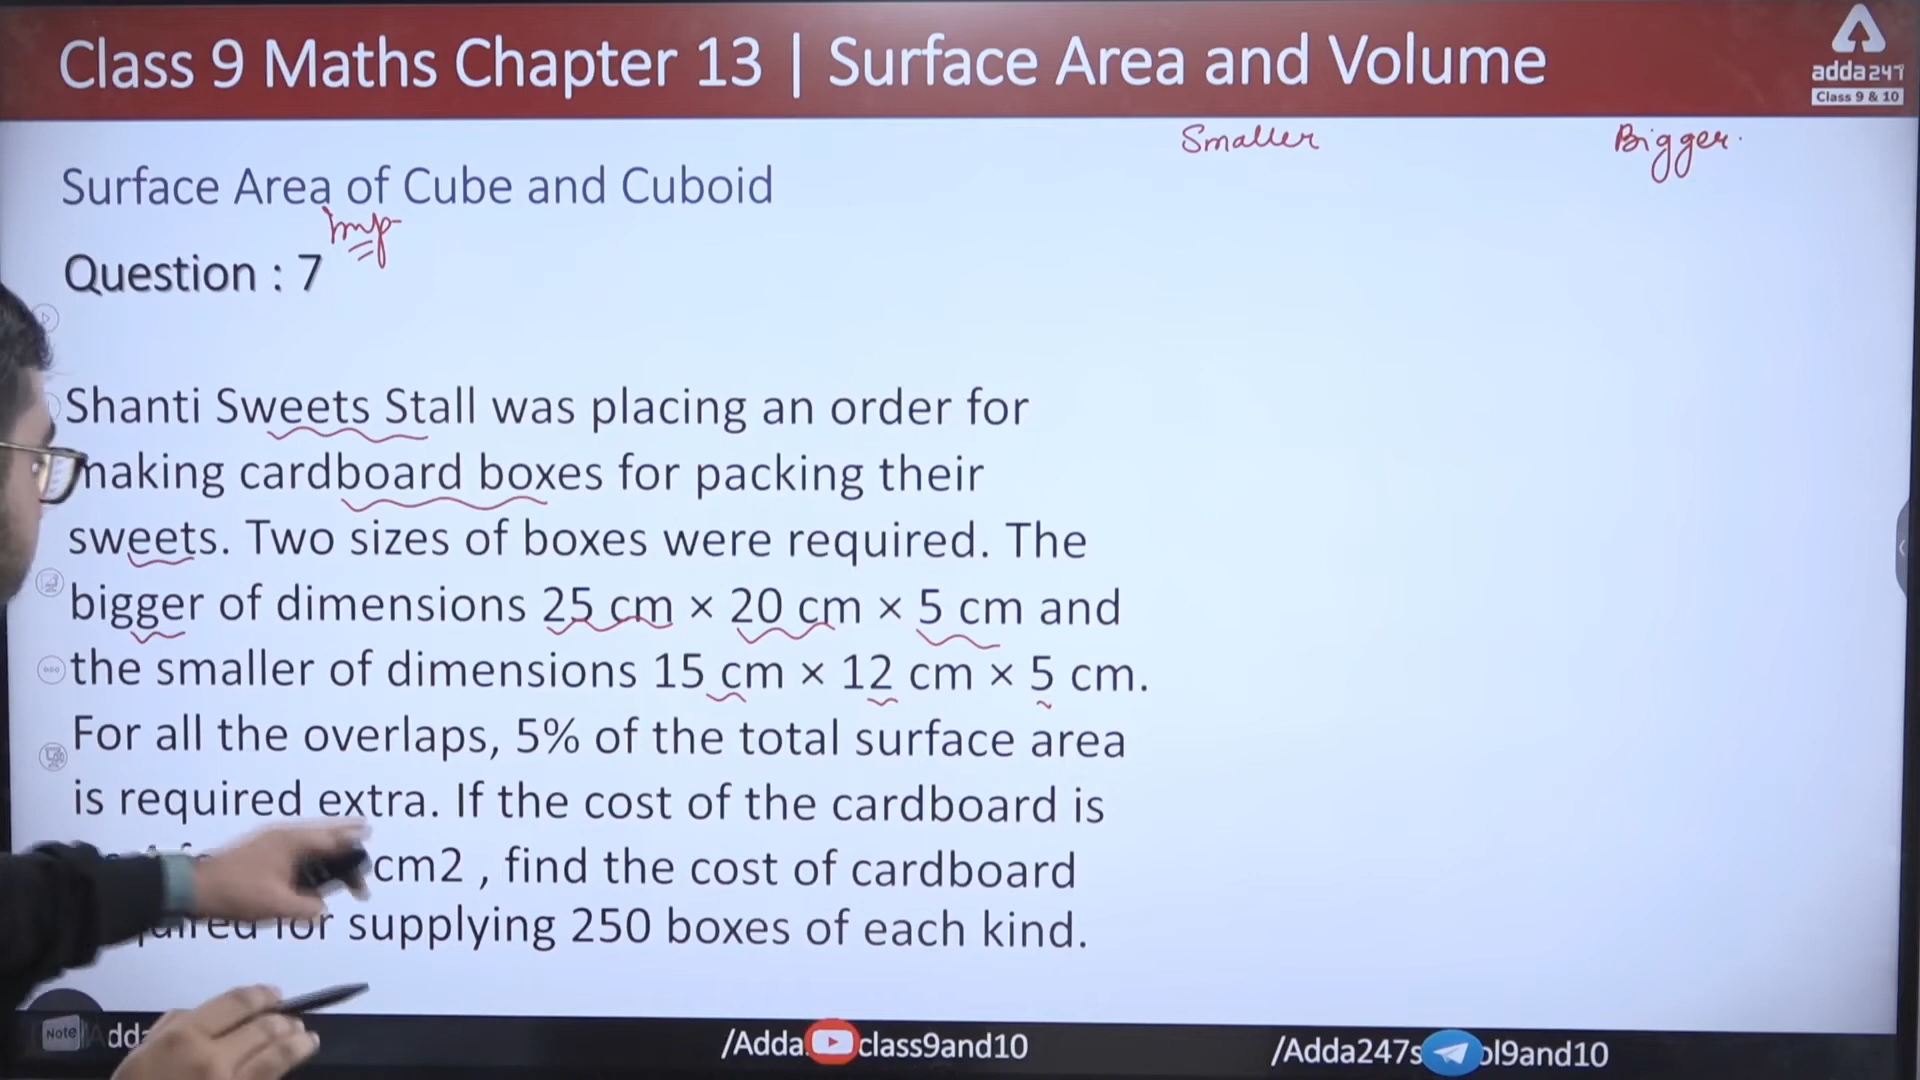 Class 9 Maths Chapter 13 | Surface Area and Volume
adda247
Class 9 & 10
Smaller
Bigger.
Surface Area of Cube and Cuboid
Imp
Question : 7
Shanti Sweets Stall was placing an order for
making cardboard boxes for packing their
sweets. Two sizes of boxes were required. The
bigger of dimensions 25 cm × 20 cm × 5 cm and
the smaller of dimensions 15 cm × 12 cm × 5 cm.
For all the overlaps, 5% of the total surface area
is required extra. If the cost of the cardboard is
cm2 , find the cost of cardboard
for supplying 250 boxes of each kind.
Note
/Adda class9and10
/Adda247s ol9and10